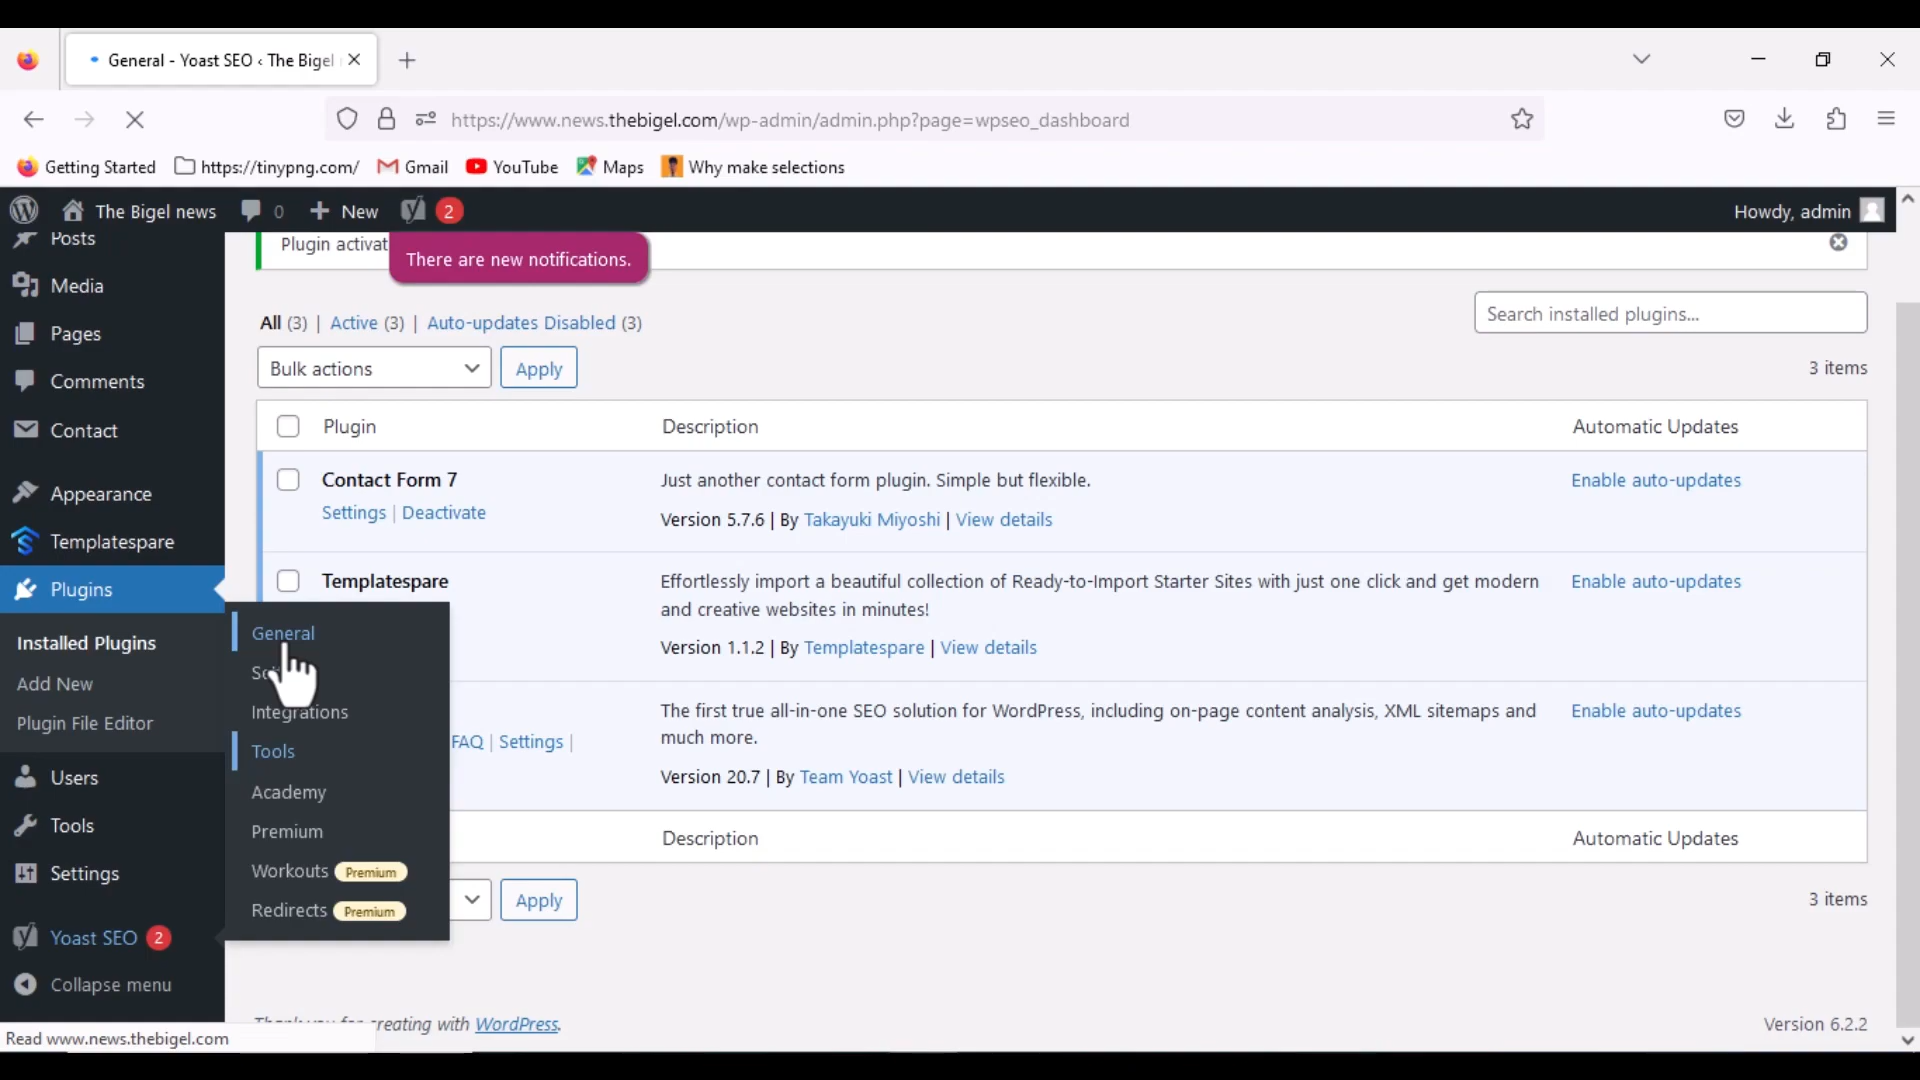 General - Yoast SEO ‹ The Bigel
https://www.news.thebigel.com/wp-admin/admin.php?page=wpseo_dashboard
Getting Started https://tinypng.com/ Gmail YouTube Maps Why make selections
The Bigel news 0 + New 2 Howdy, admin
Posts
Media
Pages
Comments
Contact
Appearance
Templatespare
Plugins
Installed Plugins
Add New
Plugin File Editor
Users
Tools
Settings
Yoast SEO 2
Collapse menu
General
Integrations
Tools
Academy
Premium
Workouts Premium
Redirects Premium
Plugin activat
There are new notifications.
All (3) | Active (3) | Auto-updates Disabled (3)
Search installed plugins...
Bulk actions Apply 3 items
Plugin Description Automatic Updates
Contact Form 7 Just another contact form plugin. Simple but flexible. Enable auto-updates
Settings | Deactivate
Version 5.7.6 | By Takayuki Miyoshi | View details
Templatespare Effortlessly import a beautiful collection of Ready-to-Import Starter Sites with just one click and get modern Enable auto-updates
and creative websites in minutes!
Version 1.1.2 | By Templatespare | View details
The first true all-in-one SEO solution for WordPress, including on-page content analysis, XML sitemaps and Enable auto-updates
much more.
FAQ | Settings |
Version 20.7 | By Team Yoast | View details
Description Automatic Updates
Apply 3 items
Thank you for creating with WordPress. Version 6.2.2
Read www.news.thebigel.com